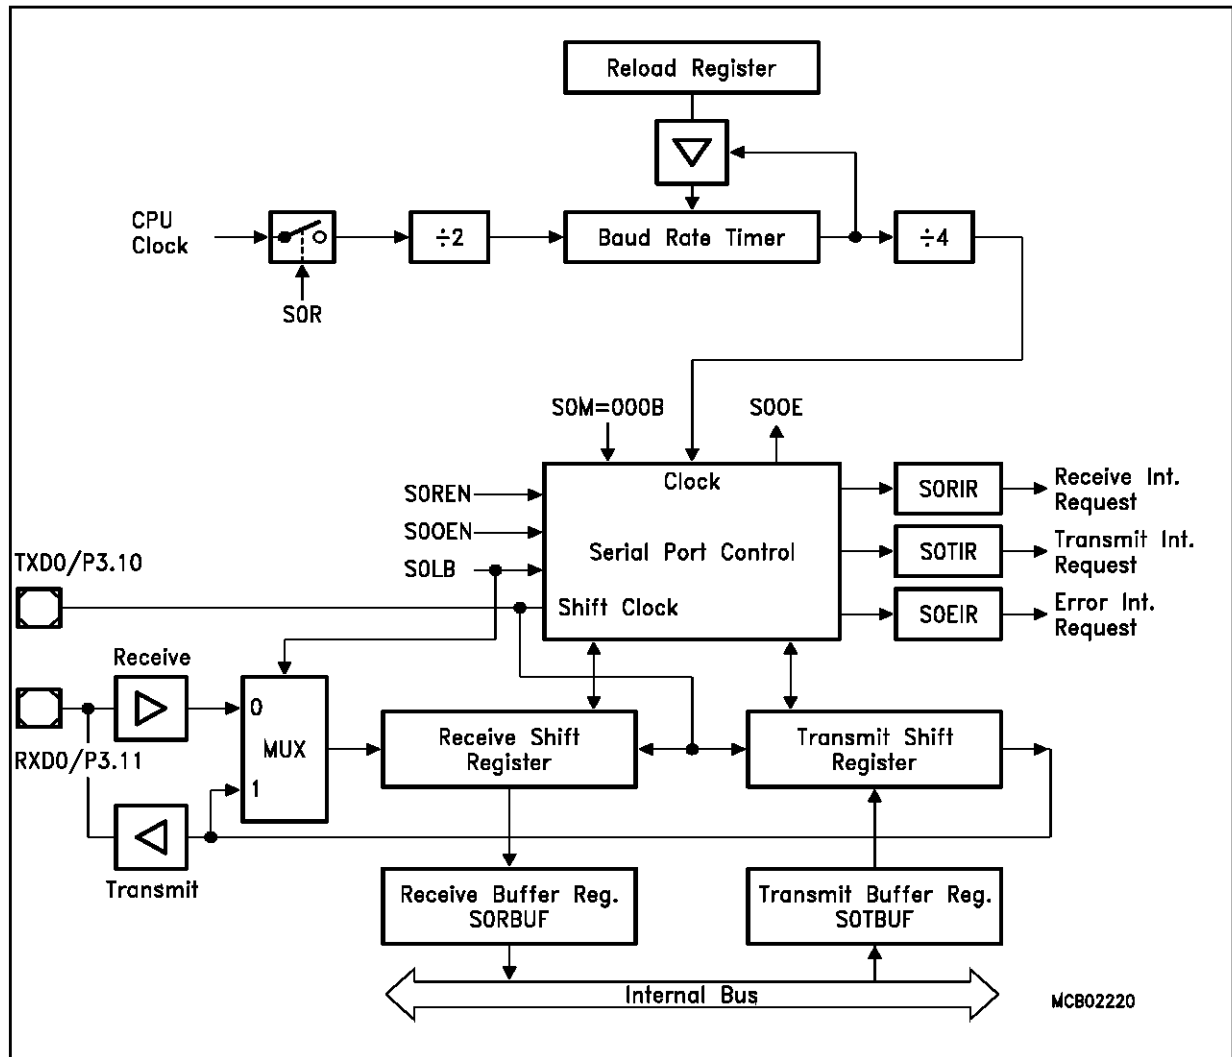 Reload Register
CPU
Clock
÷2
Baud Rate Timer
÷4
S0R
S0M=000B
S0OE
Clock
S0REN
S0OEN
S0LB
Serial Port Control
Shift Clock
S0RIR
Receive Int.
Request
S0TIR
Transmit Int.
Request
S0EIR
Error Int.
Request
TXD0/P3.10
Receive
RXD0/P3.11
Transmit
0
MUX
1
Receive Shift
Register
Transmit Shift
Register
Receive Buffer Reg.
S0RBUF
Transmit Buffer Reg.
S0TBUF
Internal Bus
MCB02220